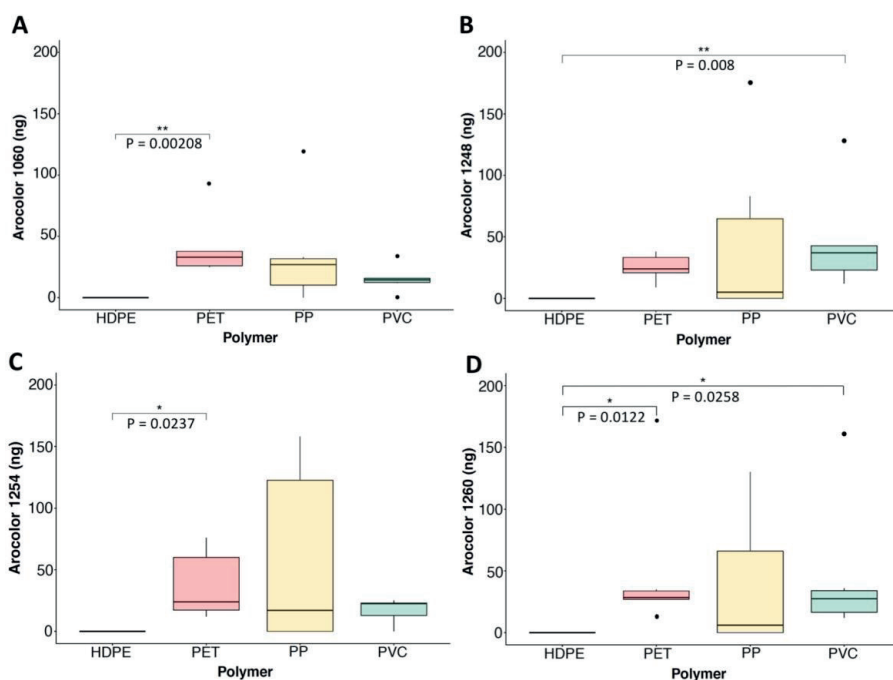 A
Arocolor 1060 (ng)
200
150
100
50
0
**
P = 0.00208
HDPE PET PP PVC
Polymer
B
Arocolor 1248 (ng)
200
150
100
50
0
**
P = 0.008
HDPE PET PP PVC
Polymer
C
Arocolor 1254 (ng)
200
150
100
50
0
*
P = 0.0237
HDPE PET PP PVC
Polymer
D
Arocolor 1260 (ng)
200
150
100
50
0
*
P = 0.0258
*
P = 0.0122
HDPE PET PP PVC
Polymer